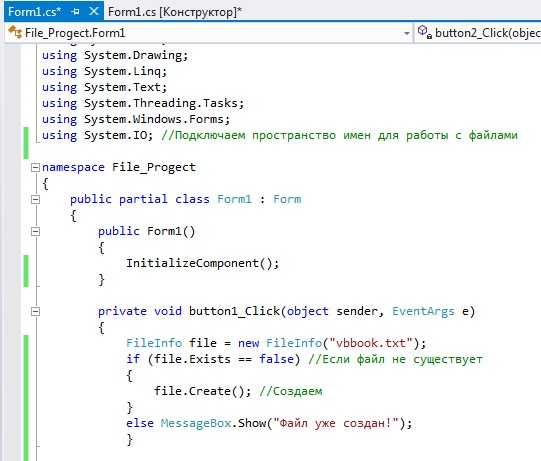 Form1.cs* Form1.cs [Конструктор]*
File_Progect.Form1 button2_Click(objec
using System.Drawing;
using System.Linq;
using System.Text;
using System.Threading.Tasks;
using System.Windows.Forms;
using System.IO; //Подключаем пространство имен для работы с файлами
namespace File_Progect
{
public partial class Form1 : Form
{
public Form1()
{
InitializeComponent();
}
private void button1_Click(object sender, EventArgs e)
{
FileInfo file = new FileInfo("vbbook.txt");
if (file.Exists == false) //Если файл не существует
{
file.Create(); //Создаем
}
else MessageBox.Show("Файл уже создан!");
}